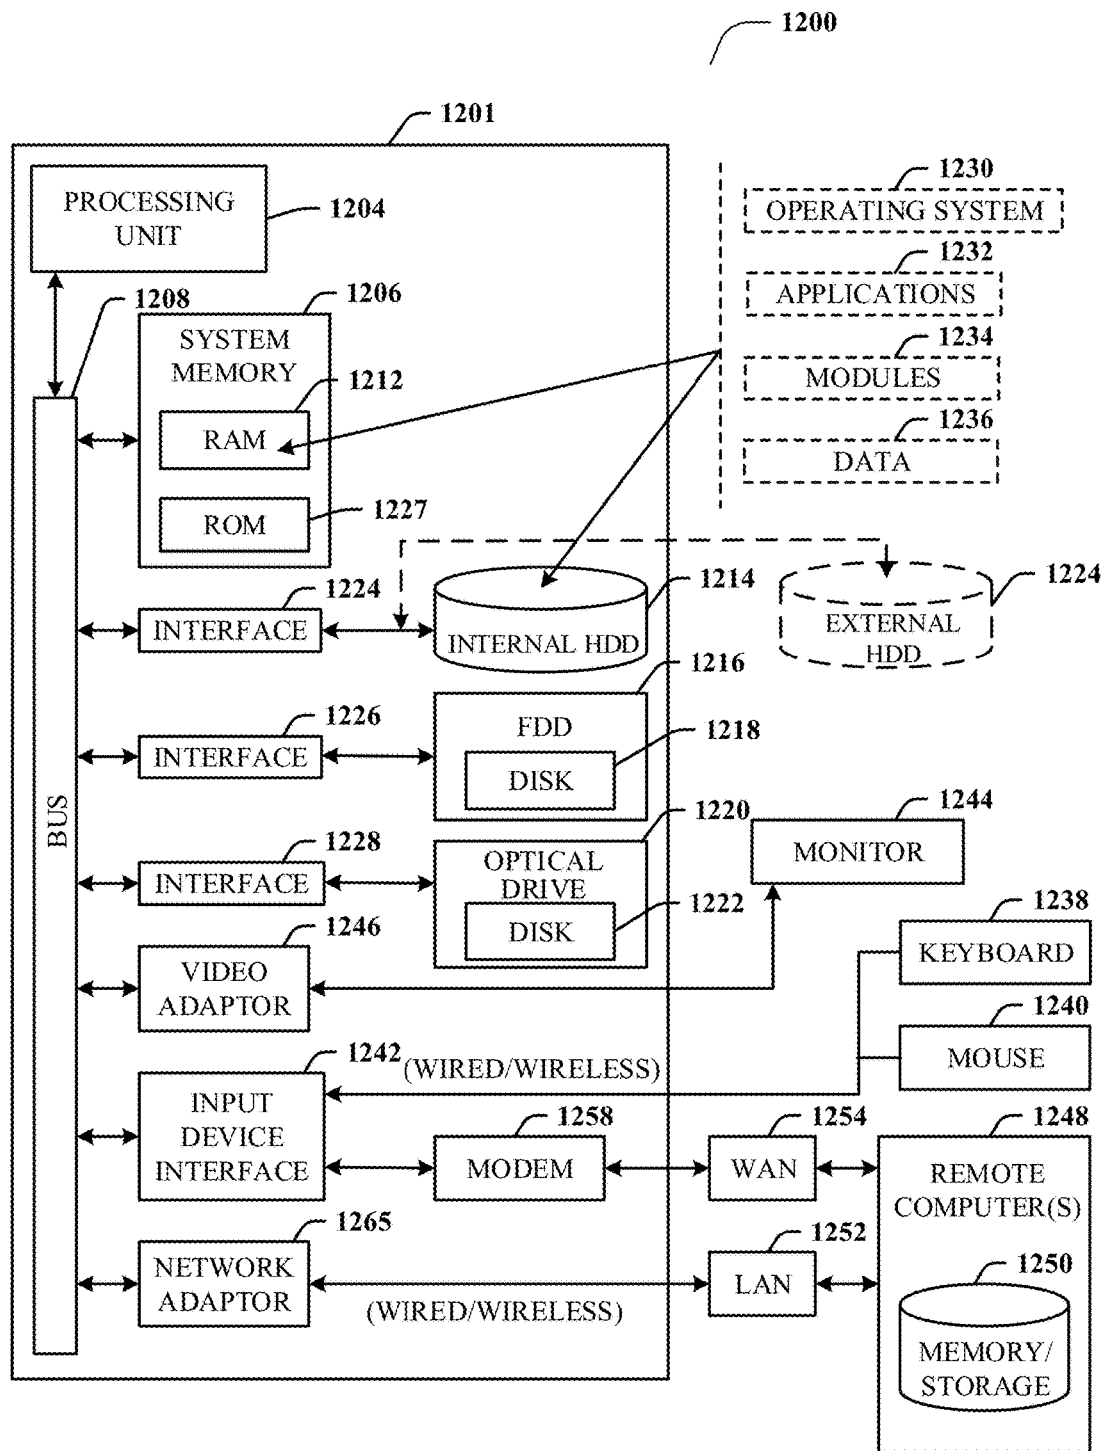 1200
1201
PROCESSING
UNIT
1204
1230
OPERATING SYSTEM
1232
APPLICATIONS
1234
MODULES
1236
DATA
1208
1206
SYSTEM
MEMORY
1212
RAM
ROM
1227
1224
INTERFACE
INTERNAL HDD
1214
EXTERNAL
HDD
1224
1226
INTERFACE
1216
FDD
1218
DISK
BUS
1228
INTERFACE
1220
OPTICAL
DRIVE
1222
DISK
1244
MONITOR
1246
VIDEO
ADAPTOR
1238
KEYBOARD
1240
MOUSE
1242
(WIRED/WIRELESS)
INPUT
DEVICE
INTERFACE
1258
MODEM
1254
WAN
1248
REMOTE
COMPUTER(S)
1265
NETWORK
ADAPTOR
(WIRED/WIRELESS)
1252
LAN
1250
MEMORY/
STORAGE